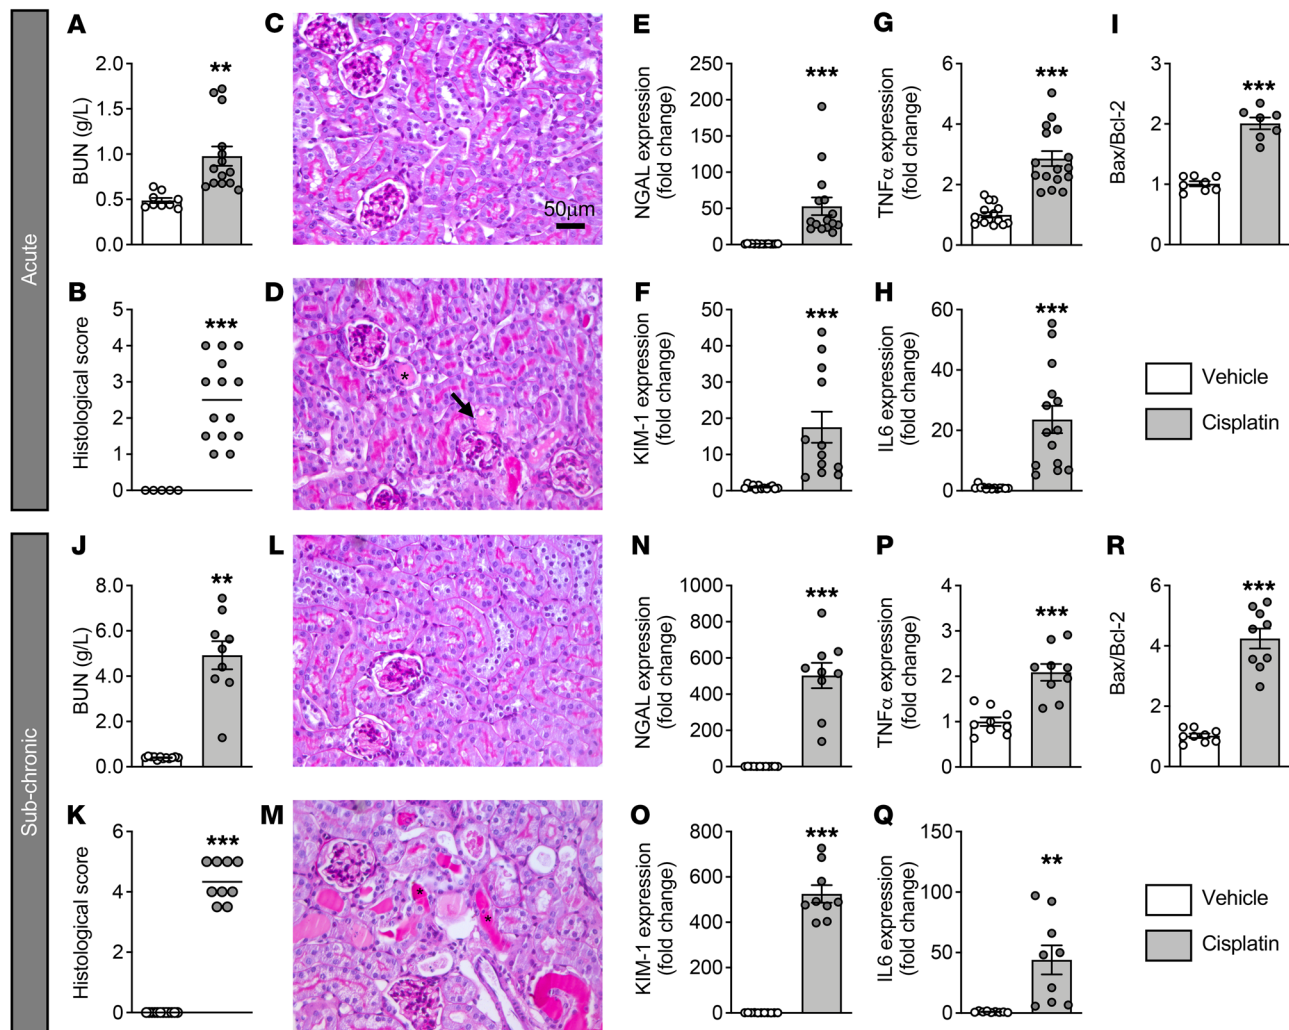 Acute
A
BUN (g/L)
2.0
1.5
1.0
0.5
0.0
**
B
Histological score
5
4
3
2
1
0
***
C
50μm
D
*
E
NGAL expression
(fold change)
250
200
150
100
50
0
***
F
KIM-1 expression
(fold change)
50
40
30
20
10
0
***
G
TNFα expression
(fold change)
6
4
2
0
***
H
IL6 expression
(fold change)
60
40
20
0
***
I
Bax/Bcl-2
3
2
1
0
***
Vehicle
Cisplatin
Sub-chronic
J
BUN (g/L)
8.0
6.0
4.0
2.0
0.0
**
K
Histological score
6
4
2
0
***
L
M
*
*
N
NGAL expression
(fold change)
1000
800
600
400
200
0
***
O
KIM-1 expression
(fold change)
800
600
400
200
0
***
P
TNFα expression
(fold change)
4
3
2
1
0
***
Q
IL6 expression
(fold change)
150
100
50
0
**
R
Bax/Bcl-2
6
4
2
0
***
Vehicle
Cisplatin